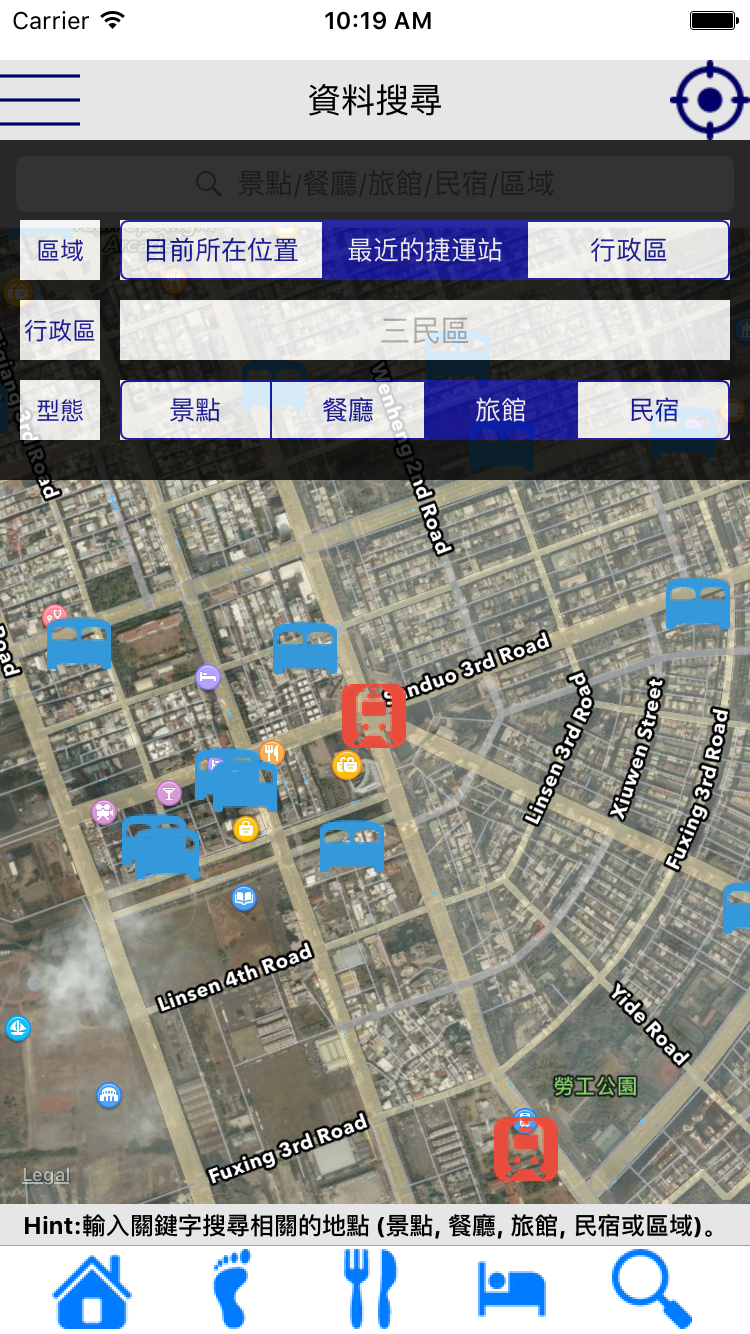 Carrier 10:19 AM
資料搜尋
景點/餐廳/旅館/民宿/區域
區域 目前所在位置 最近的捷運站 行政區
行政區 三民區
型態 景點 餐廳 旅館 民宿
Wenheng 2nd Road
3rd Road
Road
Sanduo 3rd Road
Linsen 3rd Road
Xiuwen Street
Fuxing 3rd Road
Linsen 4th Road
Yide Road
勞工公園
Fuxing 3rd Road
Legal
Hint:輸入關鍵字搜尋相關的地點 (景點, 餐廳, 旅館, 民宿或區域)。